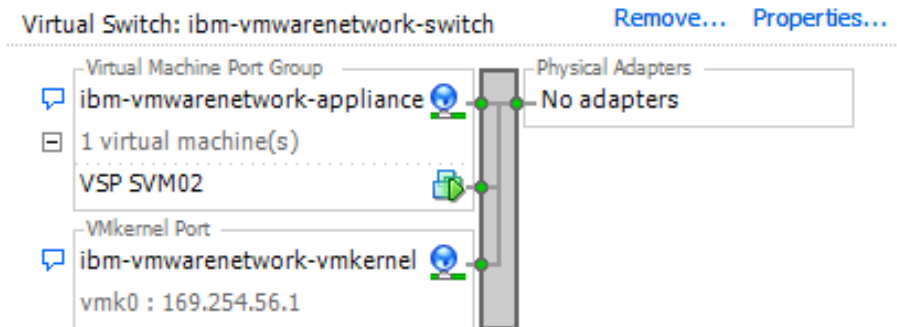 Virtual Switch: ibm-vmwarenetwork-switch Remove... Properties...
Virtual Machine Port Group
ibm-vmwarenetwork-appliance
1 virtual machine(s)
VSP SVM02
VMkernel Port
ibm-vmwarenetwork-vmkernel
vmk0 : 169.254.56.1
Physical Adapters
No adapters